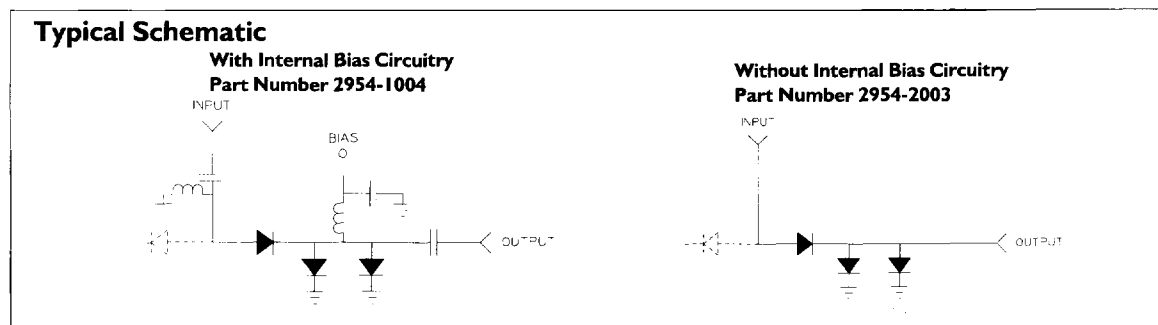 Typical Schematic
With Internal Bias Circuitry
Part Number 2954-1004
INPUT
BIAS
OUTPUT
Without Internal Bias Circuitry
Part Number 2954-2003
INPUT
OUTPUT